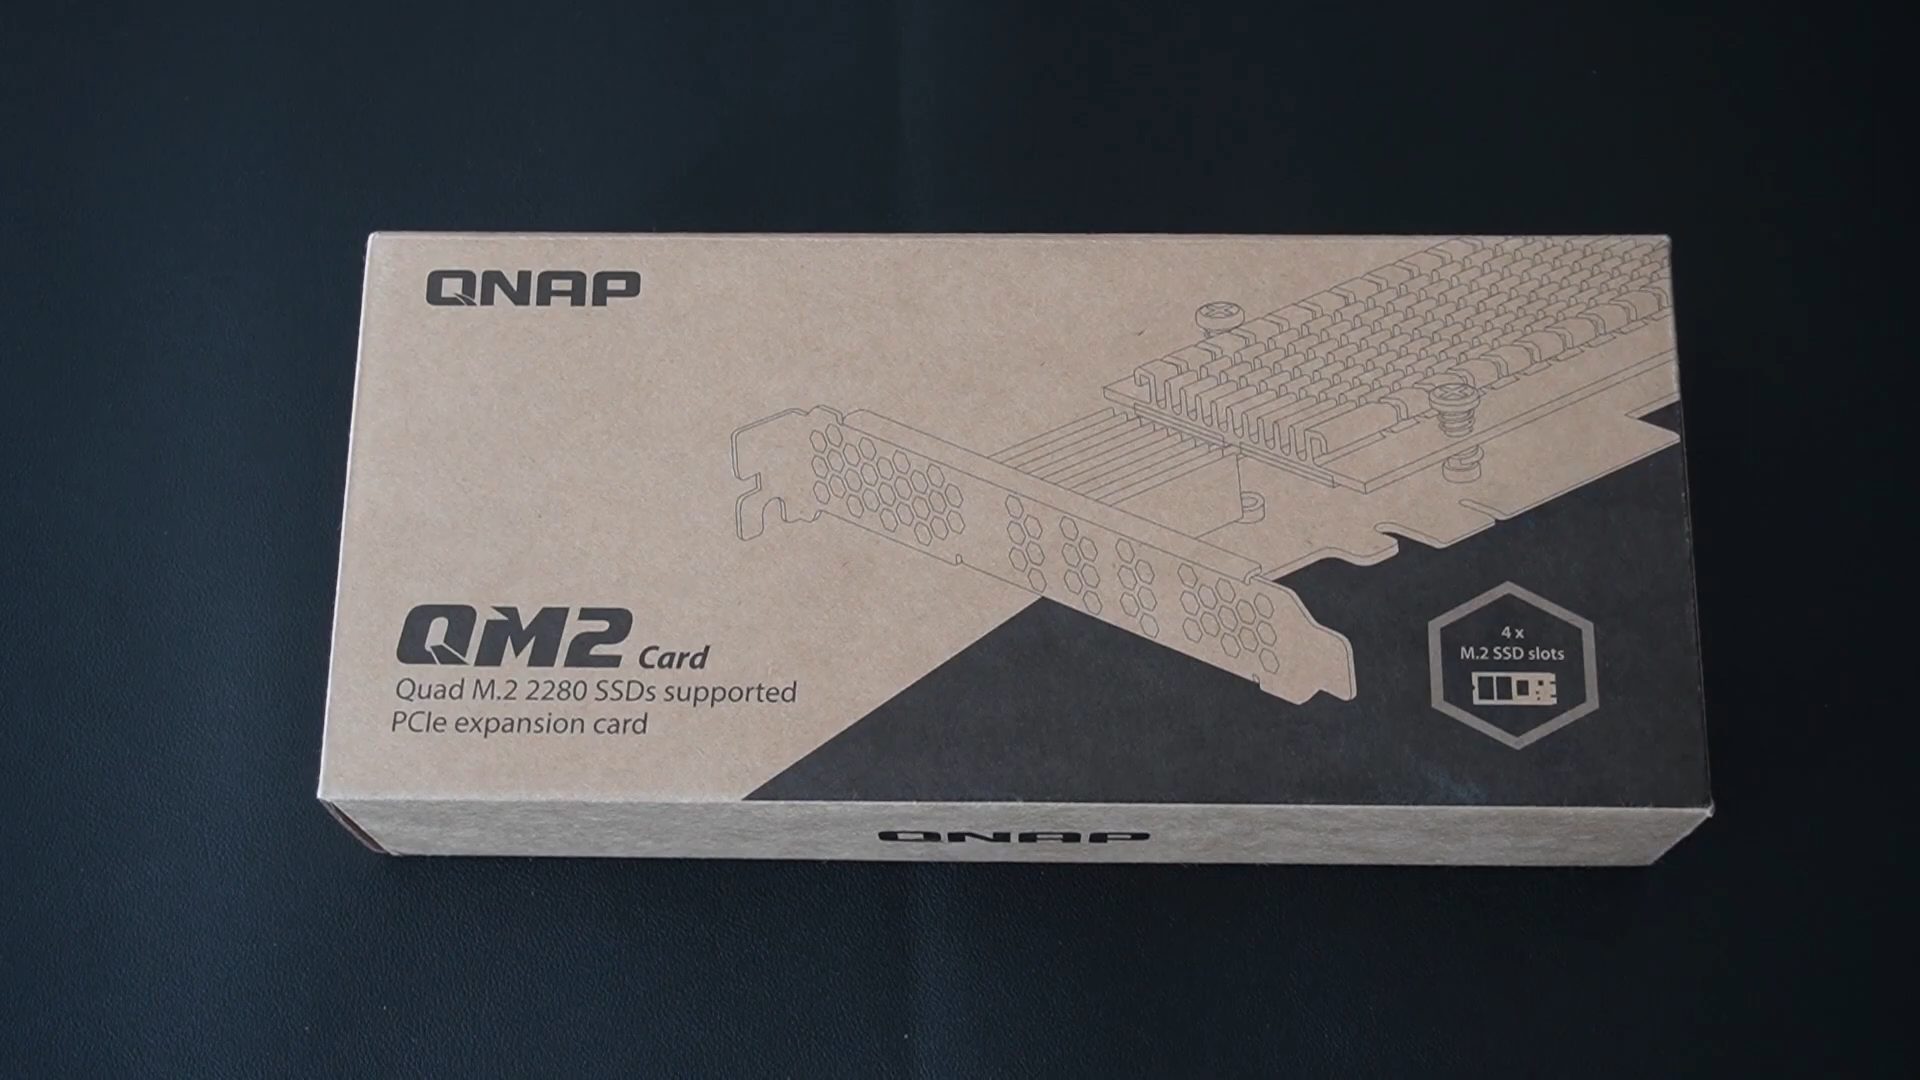 QNAP
QM2 Card
Quad M.2 2280 SSDs supported
PCIe expansion card
4 x
M.2 SSD slots
QNAP